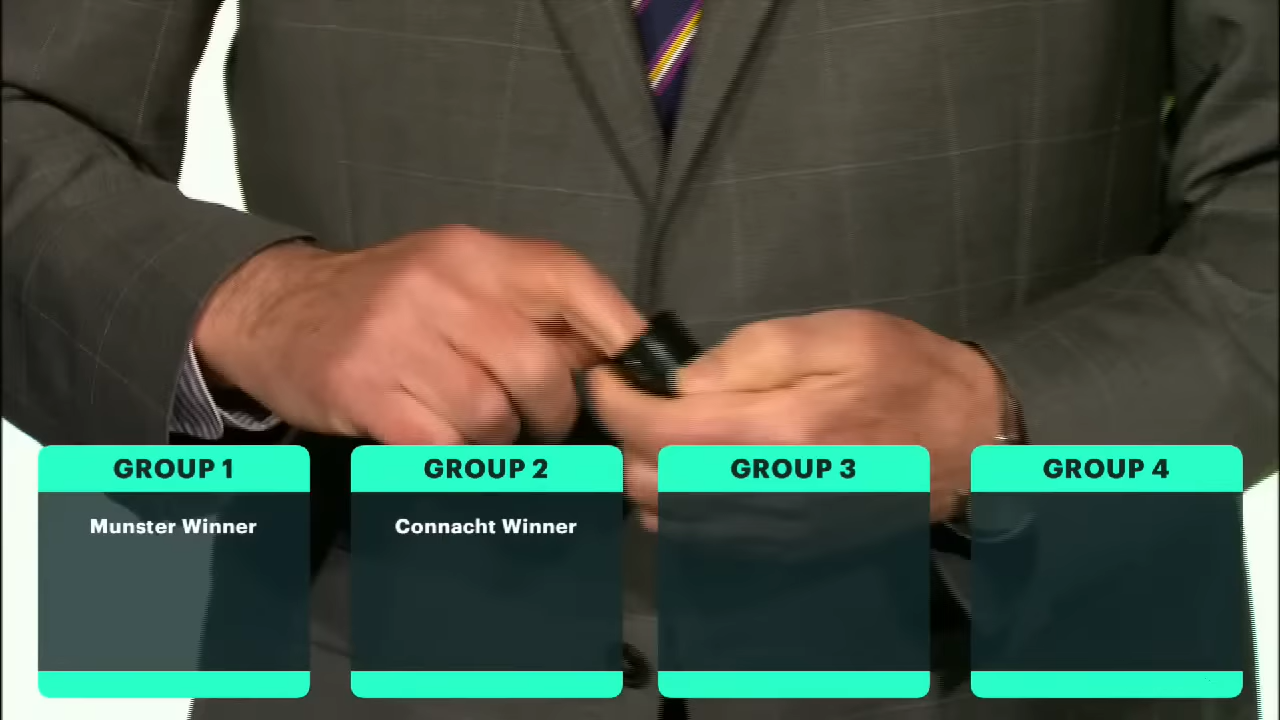 GROUP 1
Munster Winner
GROUP 2
Connacht Winner
GROUP 3
GROUP 4